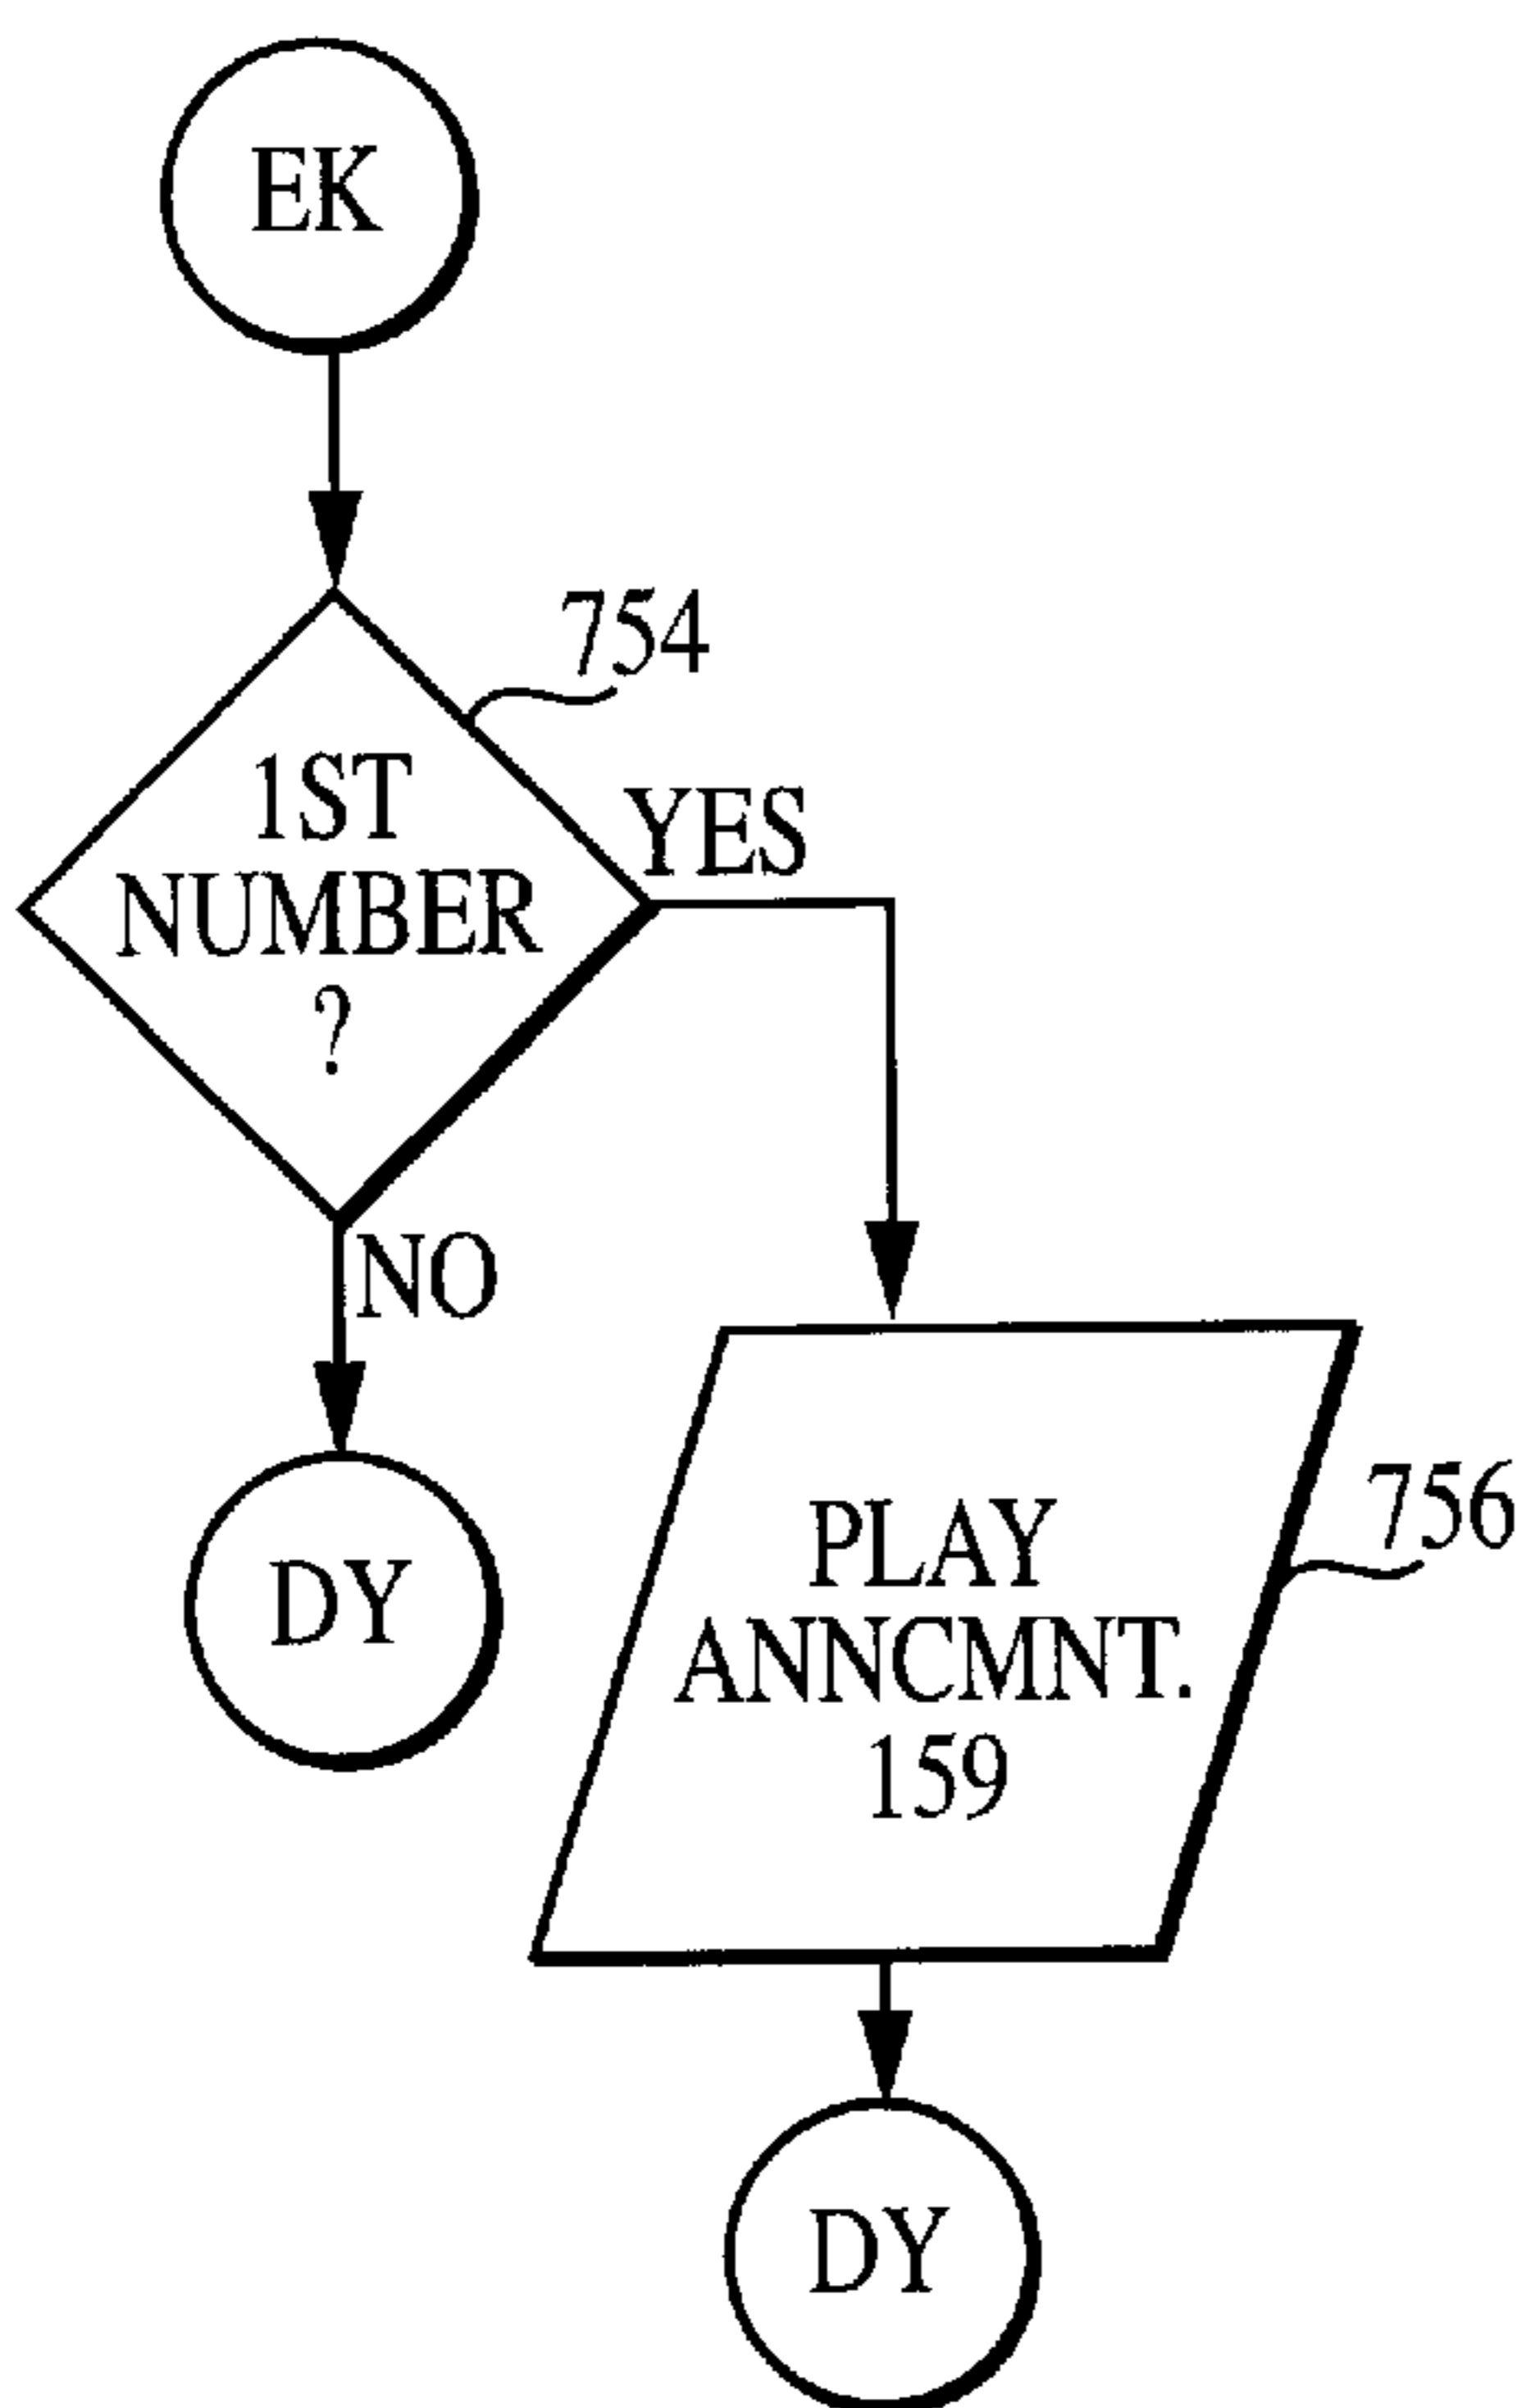 EK
754
1ST
NUMBER
?
YES
NO
DY
756
PLAY
ANNCMNT.
159
DY